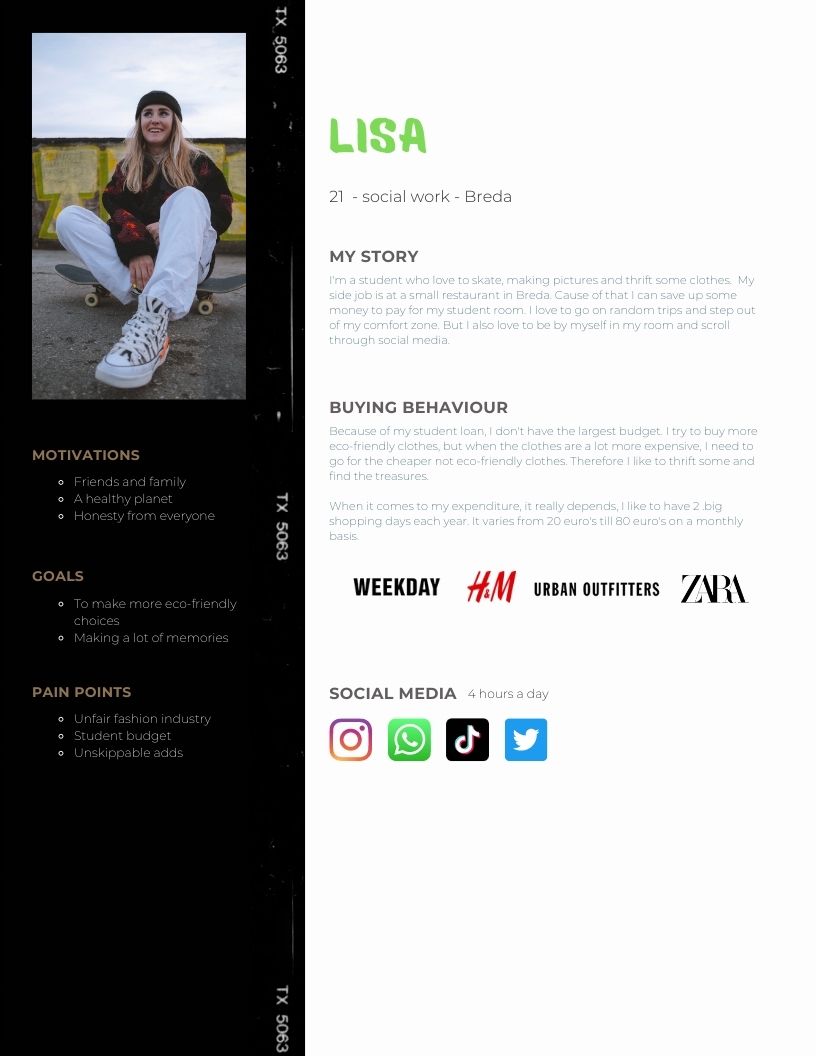 TX 5063
LISA
21 - social work - Breda
MY STORY
I'm a student who love to skate, making pictures and thrift some clothes. My
side job is at a small restaurant in Breda. Cause of that I can save up some
money to pay for my student room. I love to go on random trips and step out
of my comfort zone. But I also love to be by myself in my room and scroll
through social media.
BUYING BEHAVIOUR
Because of my student loan, I don't have the largest budget. I try to buy more
eco-friendly clothes, but when the clothes are a lot more expensive, I need to
go for the cheaper not eco-friendly clothes. Therefore I like to thrift some and
find the treasures.
When it comes to my expenditure, it really depends, I like to have 2 .big
shopping days each year. It varies from 20 euro's till 80 euro's on a monthly
basis.
WEEKDAY H&M URBAN OUTFITTERS ZARA
SOCIAL MEDIA 4 hours a day
MOTIVATIONS
Friends and family
A healthy planet
Honesty from everyone
TX 5063
GOALS
To make more eco-friendly
choices
Making a lot of memories
PAIN POINTS
Unfair fashion industry
Student budget
Unskippable adds
TX 5063